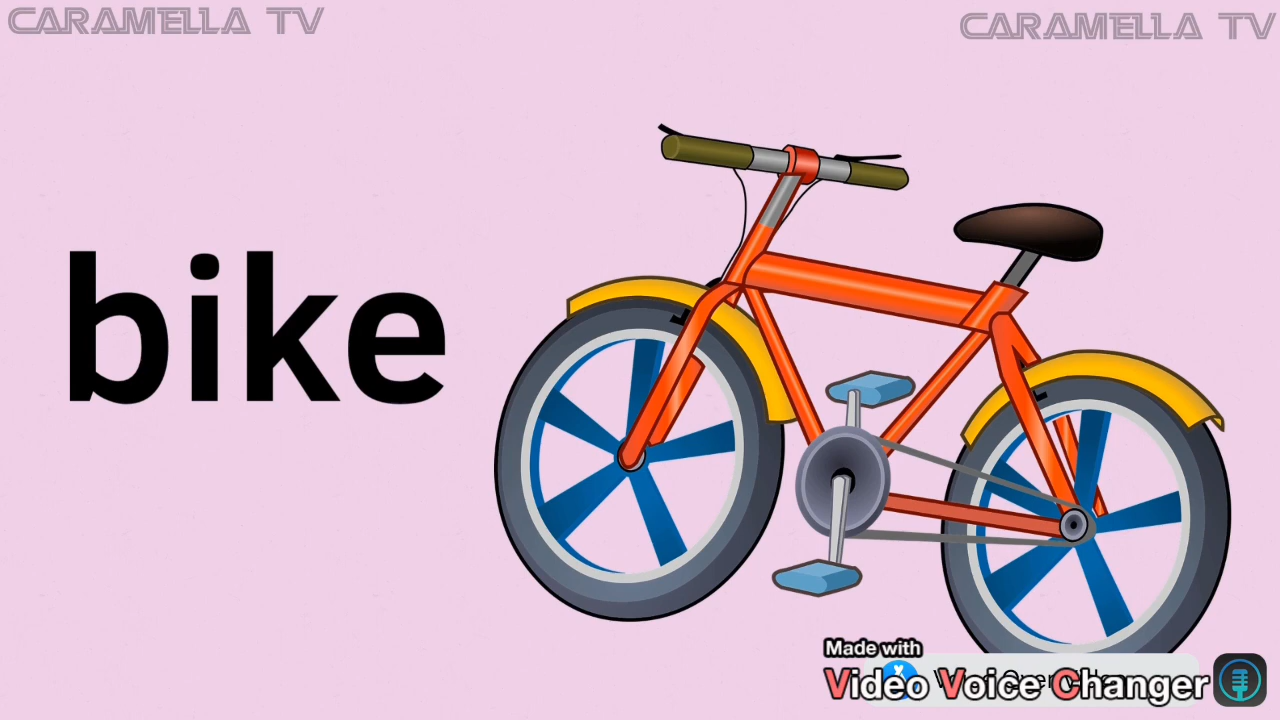 CARAMELLA TV
CARAMELLA TV
bike
Made with
Video Voice Changer